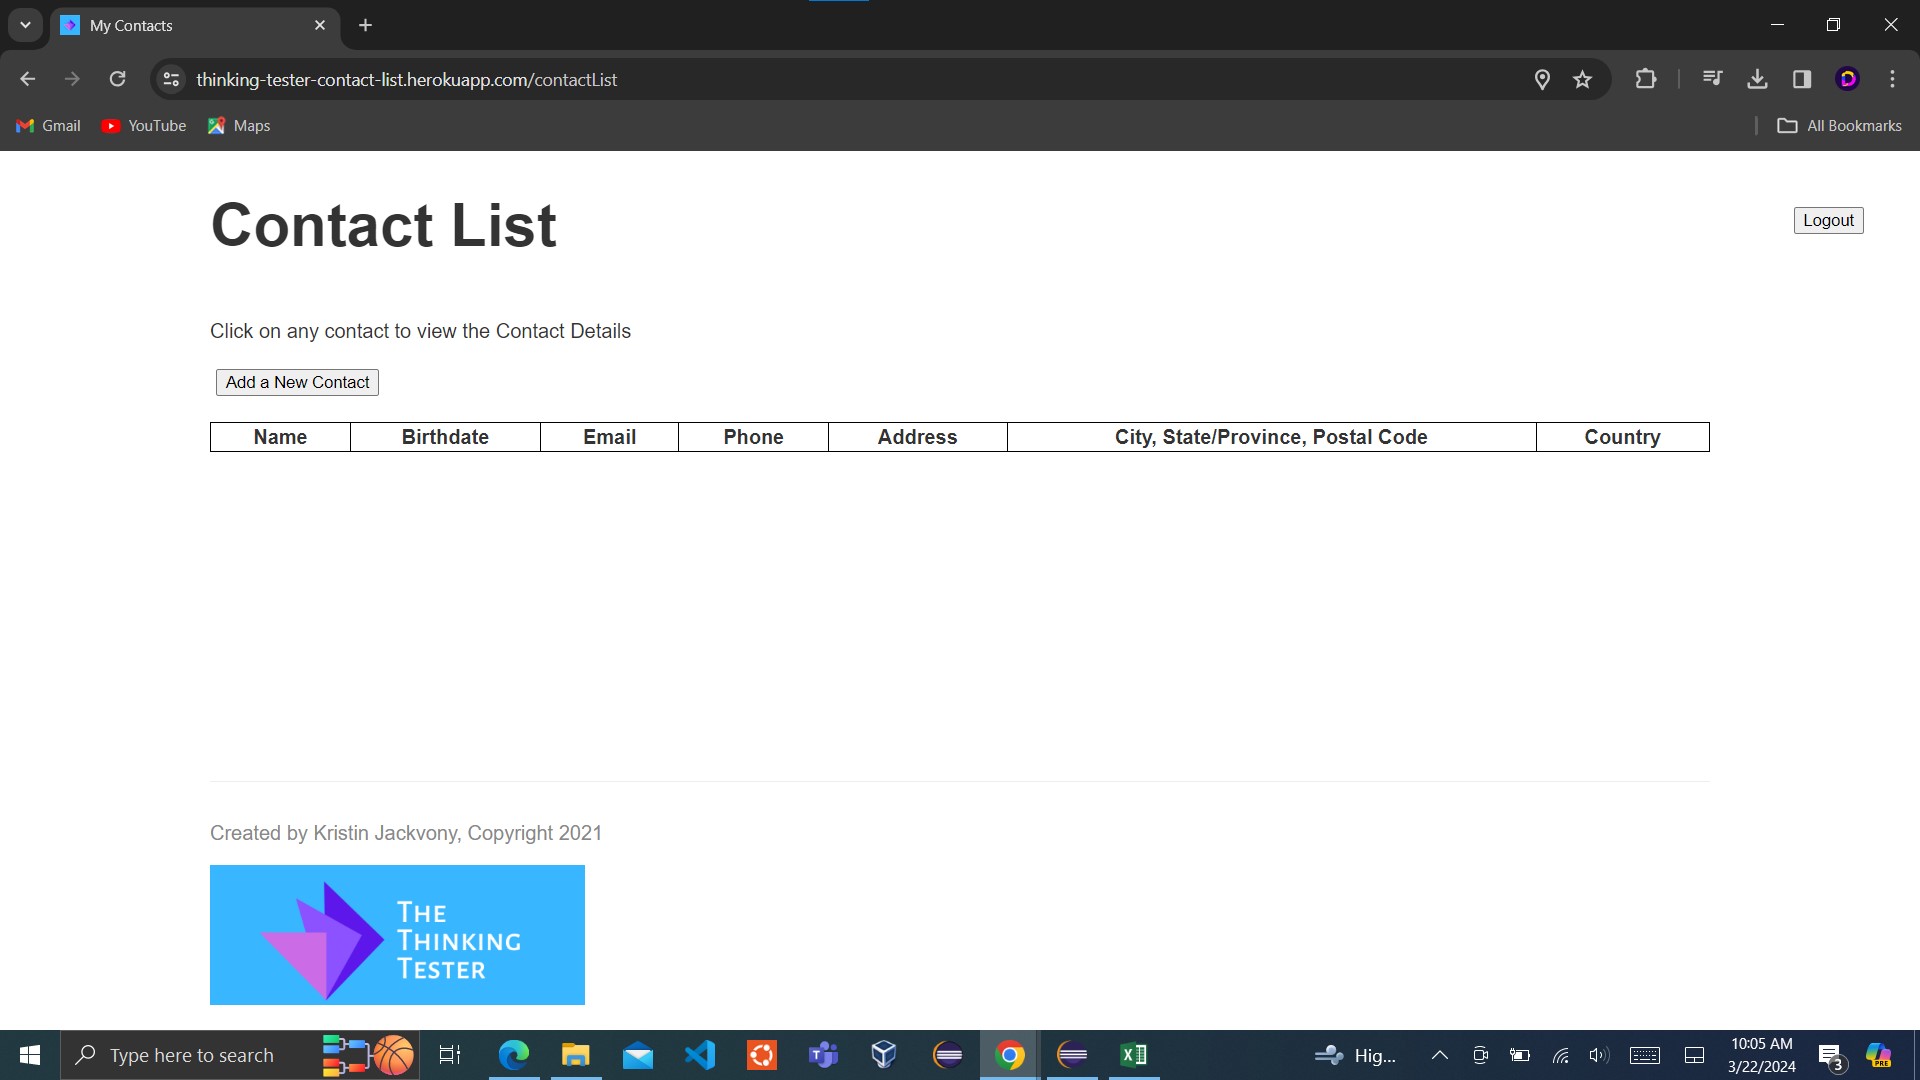 My Contacts
thinking-tester-contact-list.herokuapp.com/contactList
Gmail YouTube Maps All Bookmarks
Contact List
Logout
Click on any contact to view the Contact Details
Add a New Contact
Name Birthdate Email Phone Address City, State/Province, Postal Code Country
Created by Kristin Jackvony, Copyright 2021
THE
THINKING
TESTER
Type here to search
Hig...
10:05 AM
3/22/2024
3
PRE